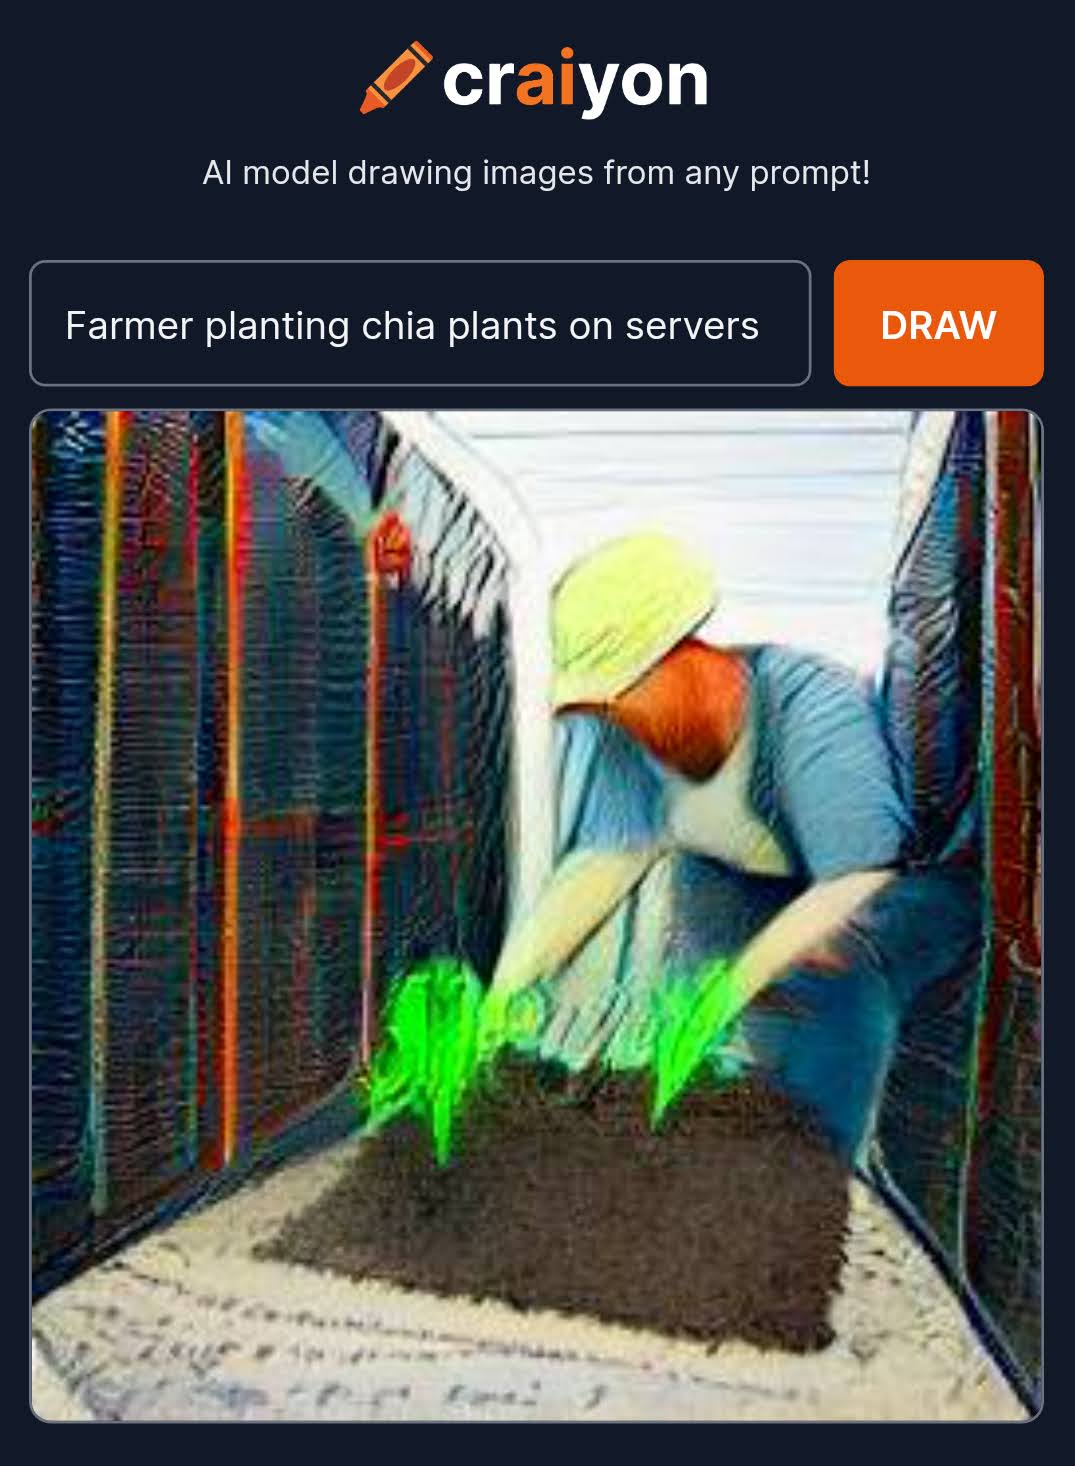 craiyon
AI model drawing images from any prompt!
Farmer planting chia plants on servers
DRAW